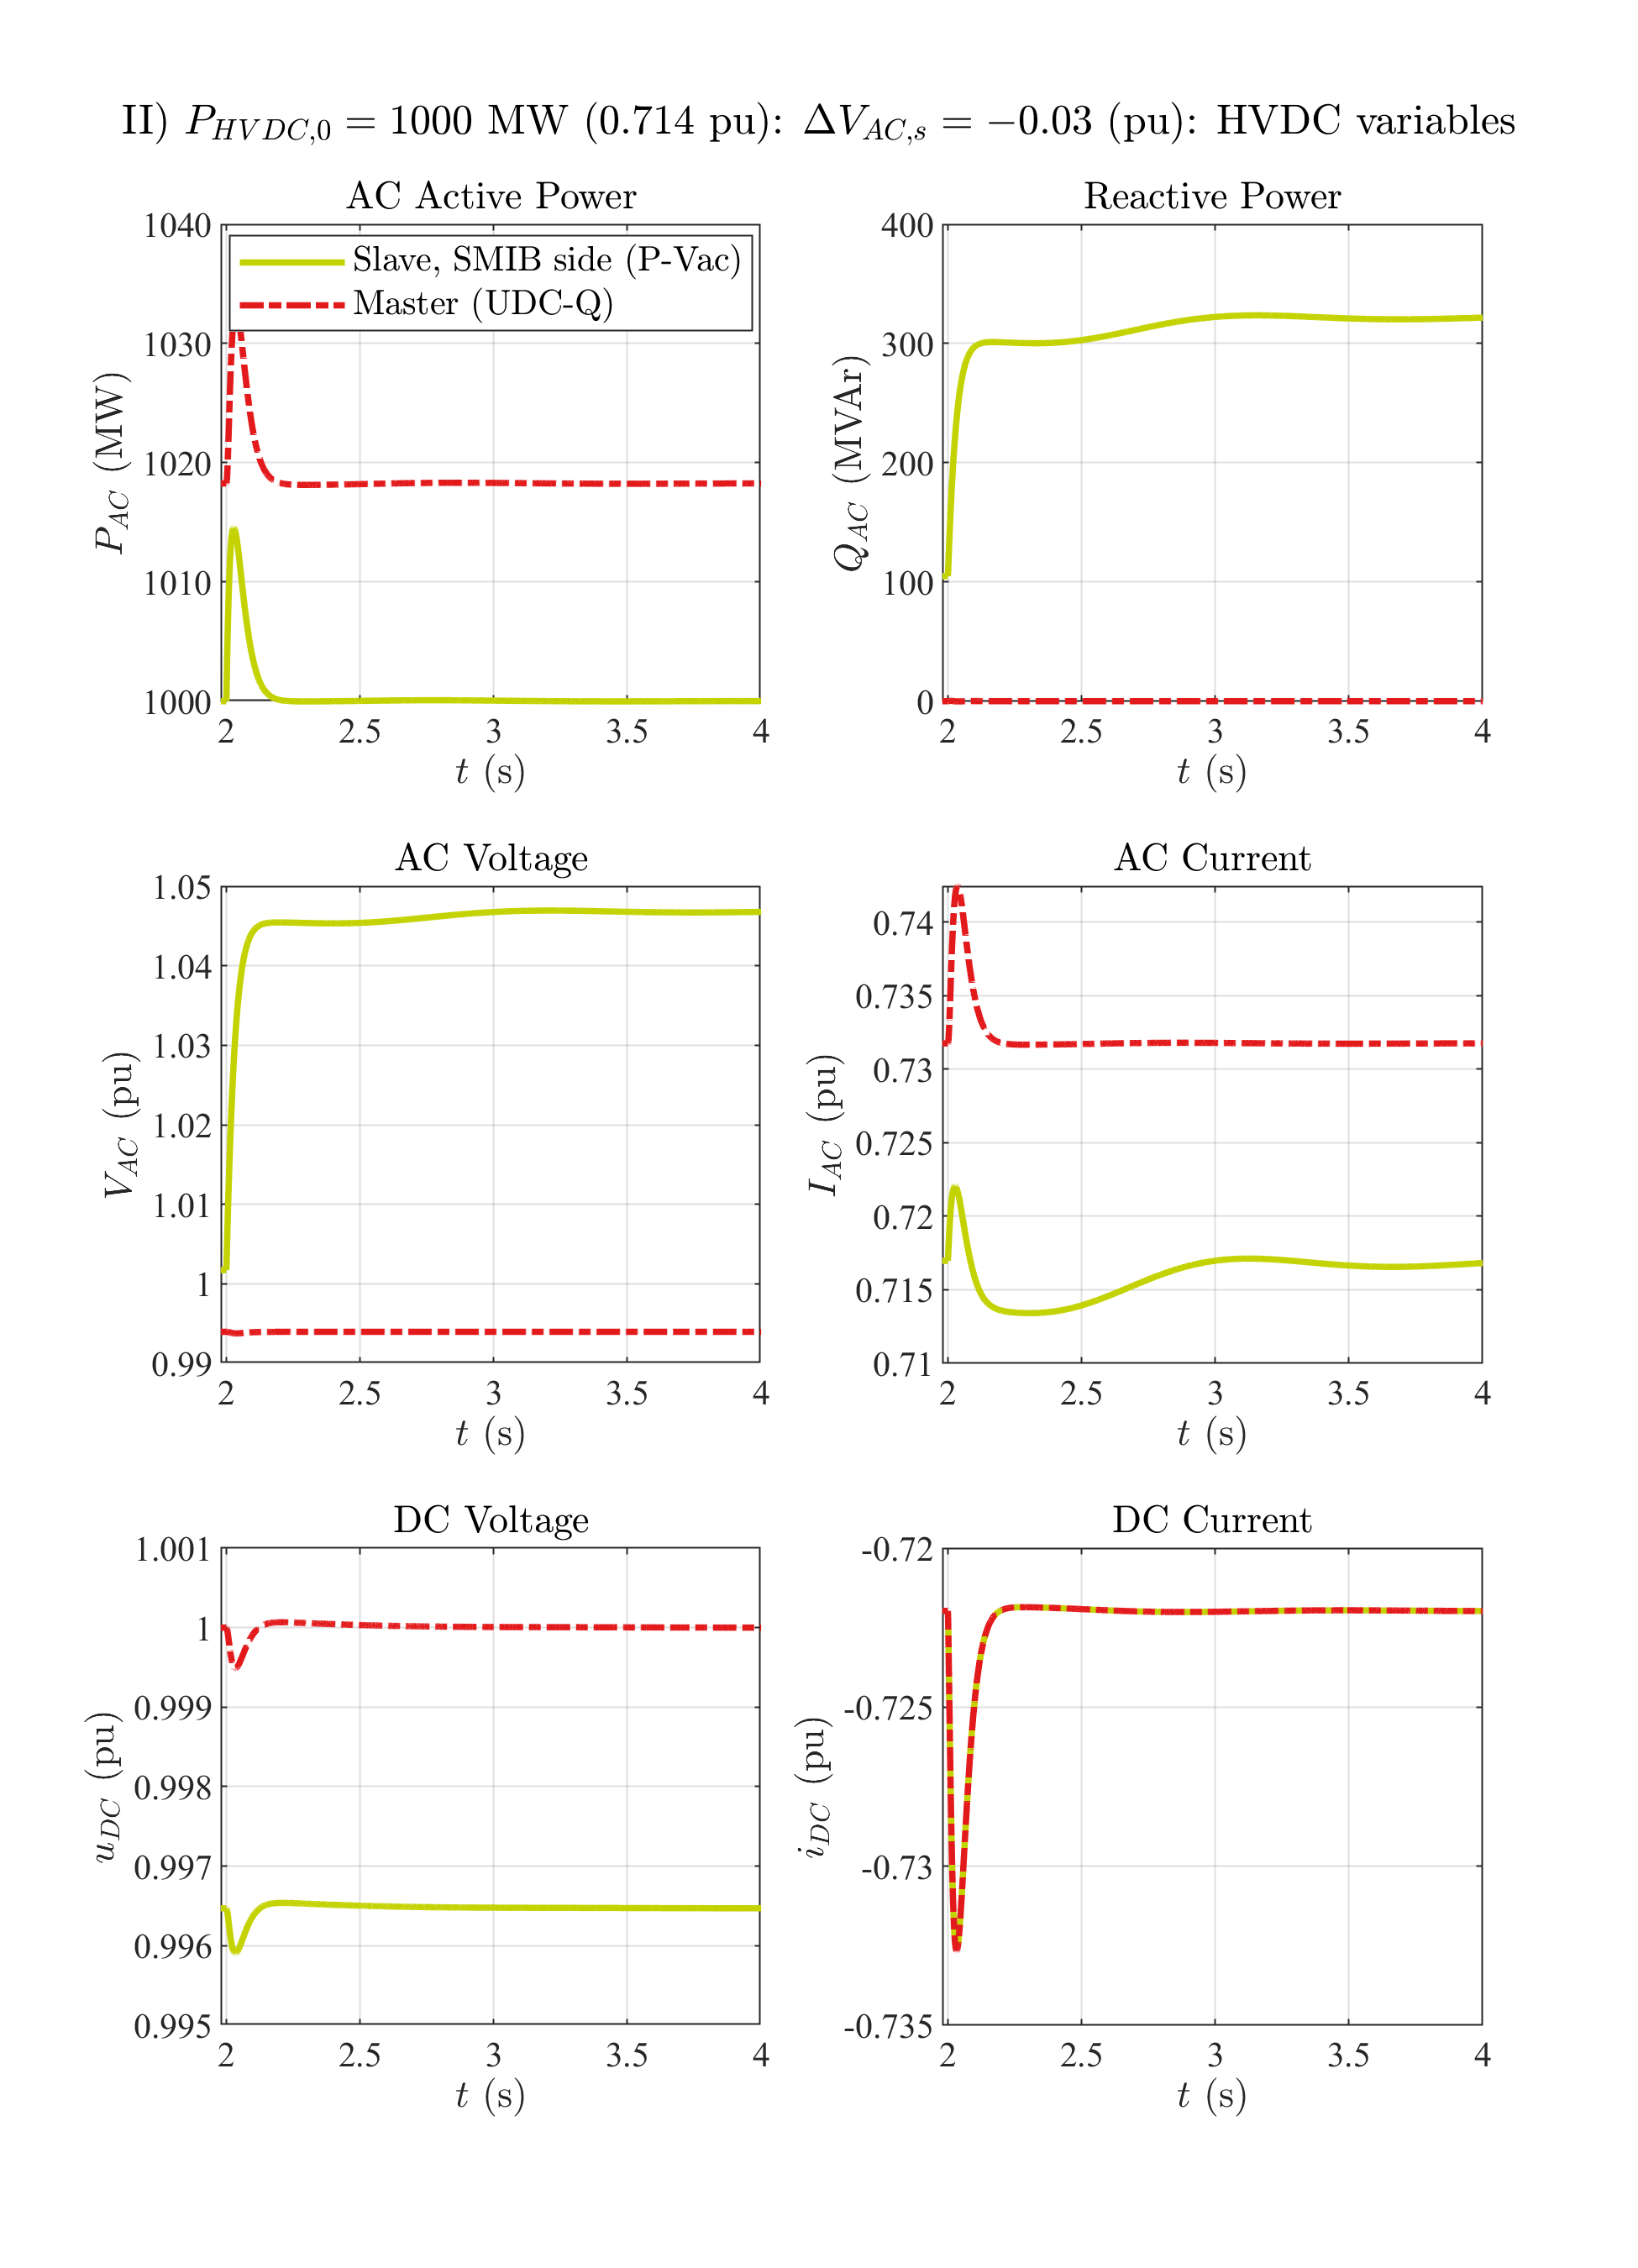 II) P_{HVDC,0} = 1000 MW (0.714 pu): ΔV_{AC,s} = −0.03 (pu): HVDC variables
AC Active Power
1040
1030
1020
1010
1000
P_{AC} (MW)
Slave, SMIB side (P-Vac)
Master (UDC-Q)
2 2.5 3 3.5 4
t (s)
Reactive Power
400
300
200
100
0
Q_{AC} (MVAr)
2 2.5 3 3.5 4
t (s)
AC Voltage
1.05
1.04
1.03
1.02
1.01
1
0.99
V_{AC} (pu)
2 2.5 3 3.5 4
t (s)
AC Current
0.74
0.735
0.73
0.725
0.72
0.715
0.71
I_{AC} (pu)
2 2.5 3 3.5 4
t (s)
DC Voltage
1.001
1
0.999
0.998
0.997
0.996
0.995
u_{DC} (pu)
2 2.5 3 3.5 4
t (s)
DC Current
-0.72
-0.725
-0.73
-0.735
i_{DC} (pu)
2 2.5 3 3.5 4
t (s)